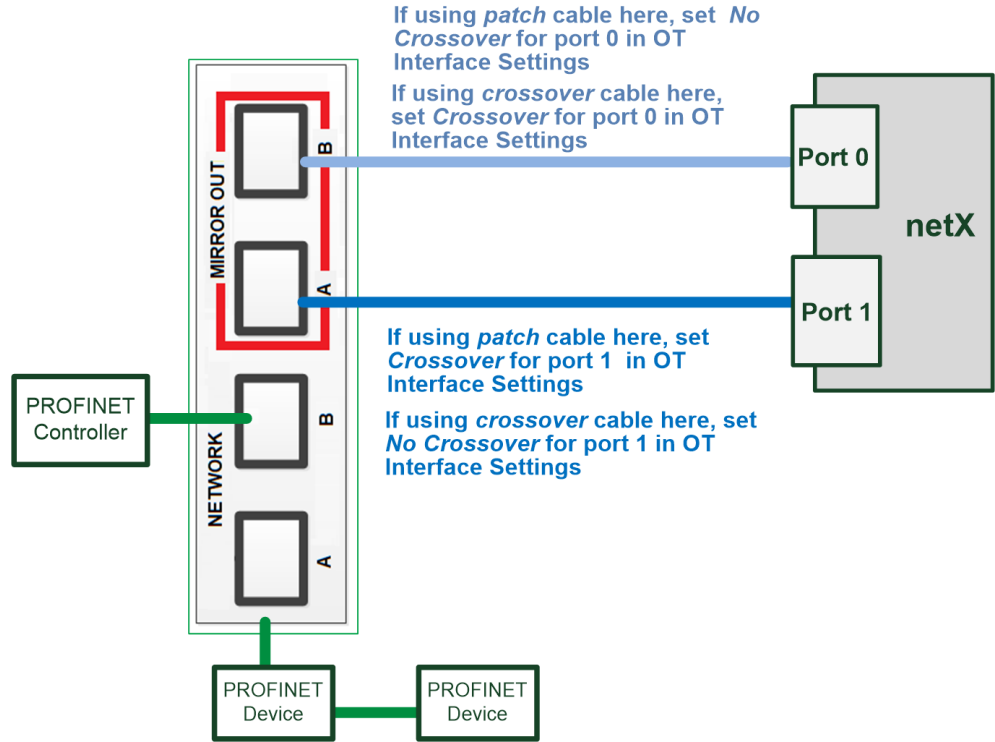 If using patch cable here, set No
Crossover for port 0 in OT
Interface Settings
If using crossover cable here,
set Crossover for port 0 in OT
Interface Settings
MIRROR OUT
B
A
Port 0
netX
Port 1
If using patch cable here, set
Crossover for port 1 in OT
Interface Settings
If using crossover cable here, set
No Crossover for port 1 in OT
Interface Settings
PROFINET
Controller
NETWORK
B
A
PROFINET
Device
PROFINET
Device